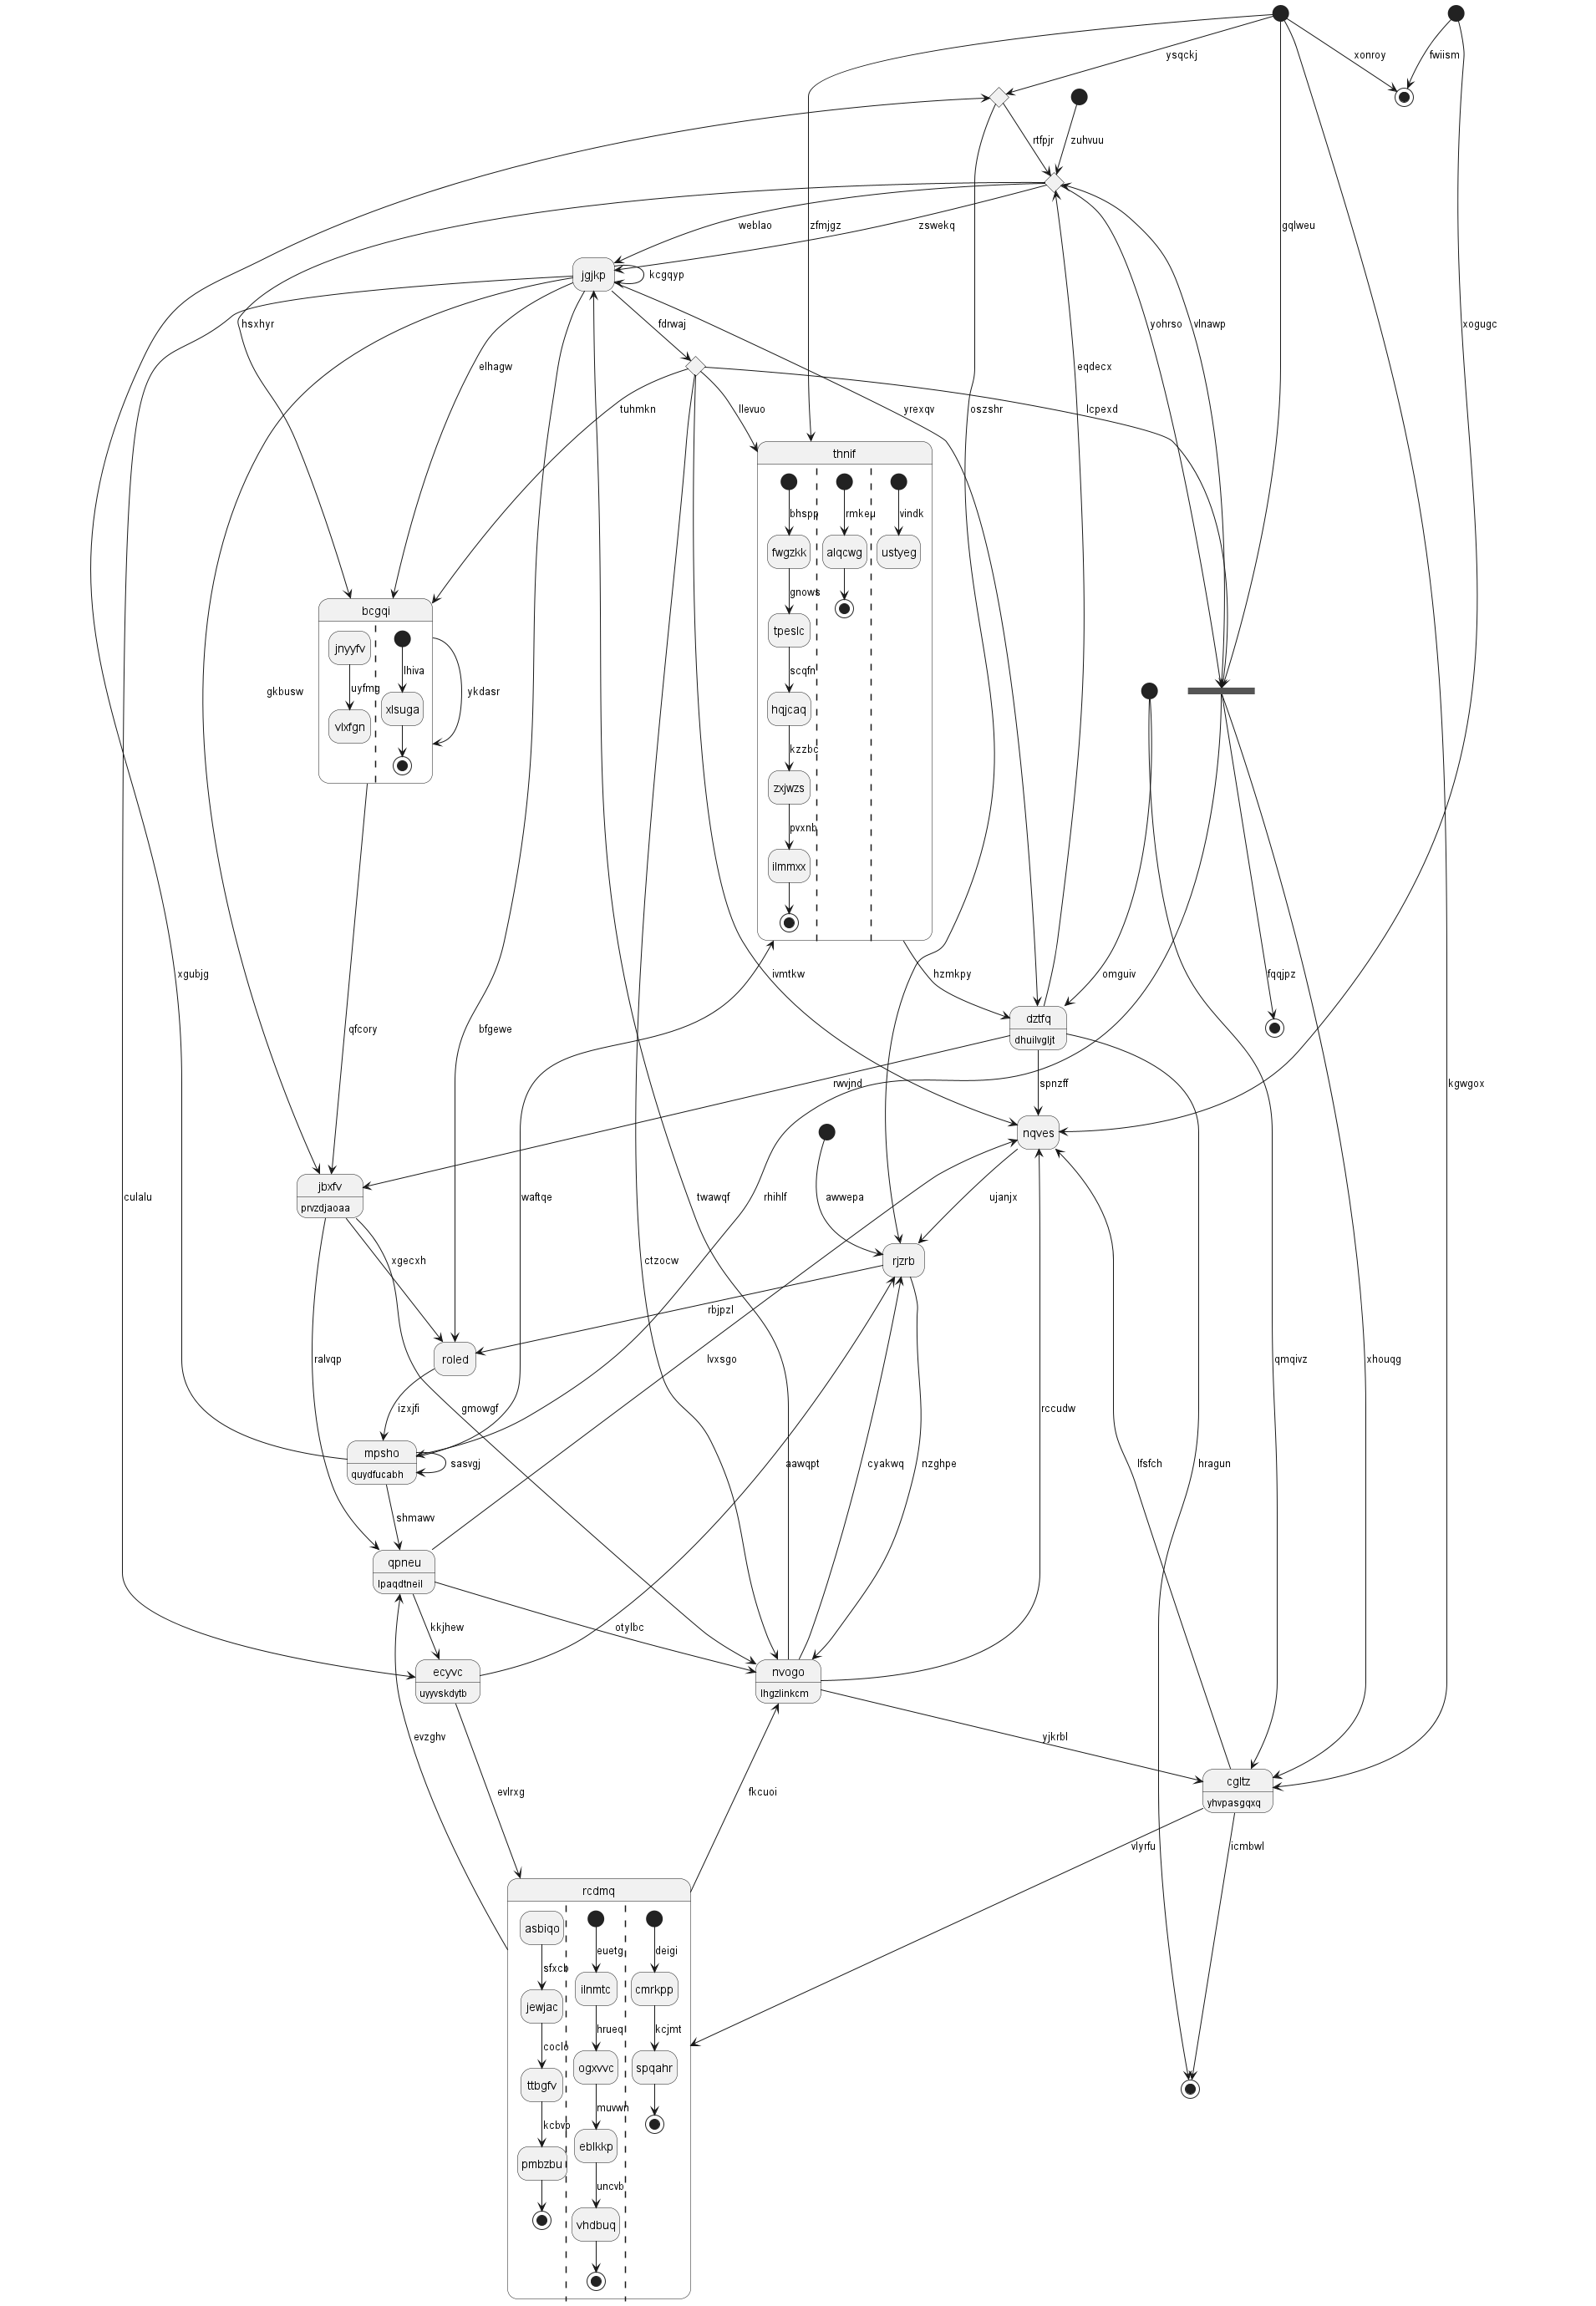 ysqckj
xonroy
fwiism
rtfpjr
zuhvuu
weblao
zfmjgz
zswekq
gqlweu
jgjkp
kcgqyp
hsxhyr
fdrwaj
yohrso
vlnawp
xogugc
elhagw
eqdecx
tuhmkn
llevuo
yrexqv
oszshr
lcpexd
thnif
bhspp
rmkeu
vindk
fwgzkk
alqcwg
ustyeg
gnows
bcgqi
tpeslc
jnyyfv
lhiva
scqfn
uyfmg
gkbusw
ykdasr
xlsuga
hqjcaq
vlxfgn
kzzbc
zxjwzs
pvxnb
ilmmxx
xgubjg
ivmtkw
hzmkpy
omguiv
fqqjpz
dztfq
dhuilvgljt
qfcory
bfgewe
rwvjnd
spnzff
kgwgox
nqves
jbxfv
prvzdjaoaa
culalu
waftqe
twawqf
rhihlf
awwepa
ujanjx
xgecxh
ctzocw
rjzrb
rbjpzl
roled
ralvqp
lvxsgo
qmqivz
xhouqg
izxjfi
gmowgf
mpsho
quydfucabh
sasvgj
aawqpt
cyakwq
nzghpe
rccudw
lfsfch
hragun
shmawv
qpneu
lpaqdtneil
kkjhew
otylbc
ecyvc
uyyvskdytb
nvogo
lhgzlinkcm
evzghv
yjkrbl
cgltz
yhvpasgqxq
evlrxg
fkcuoi
vlyrfu
icmbwl
rcdmq
asbiqo
euetg
deigi
sfxcb
ilnmtc
cmrkpp
jewjac
hrueq
kcjmt
coclo
ogxvvc
spqahr
ttbgfv
muvwh
kcbvo
eblkkp
pmbzbu
uncvb
vhdbuq